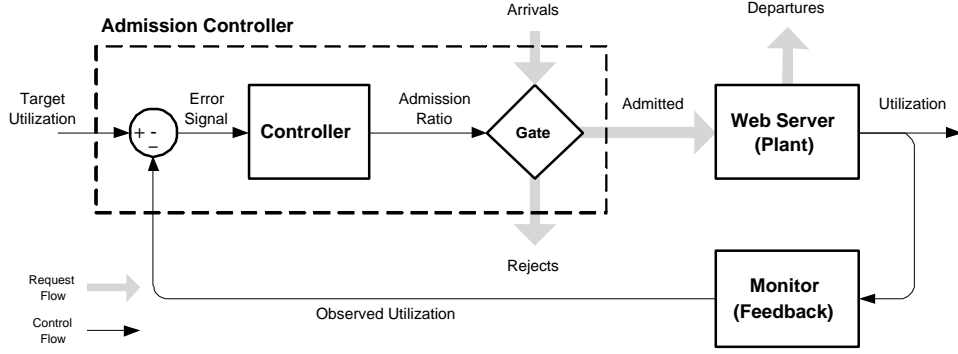 Admission Controller
Arrivals
Departures
Target
Utilization
+ -
−
Error
Signal
Controller
Admission
Ratio
Gate
Admitted
Web Server
(Plant)
Utilization
Rejects
Request
Flow
Control
Flow
Observed Utilization
Monitor
(Feedback)